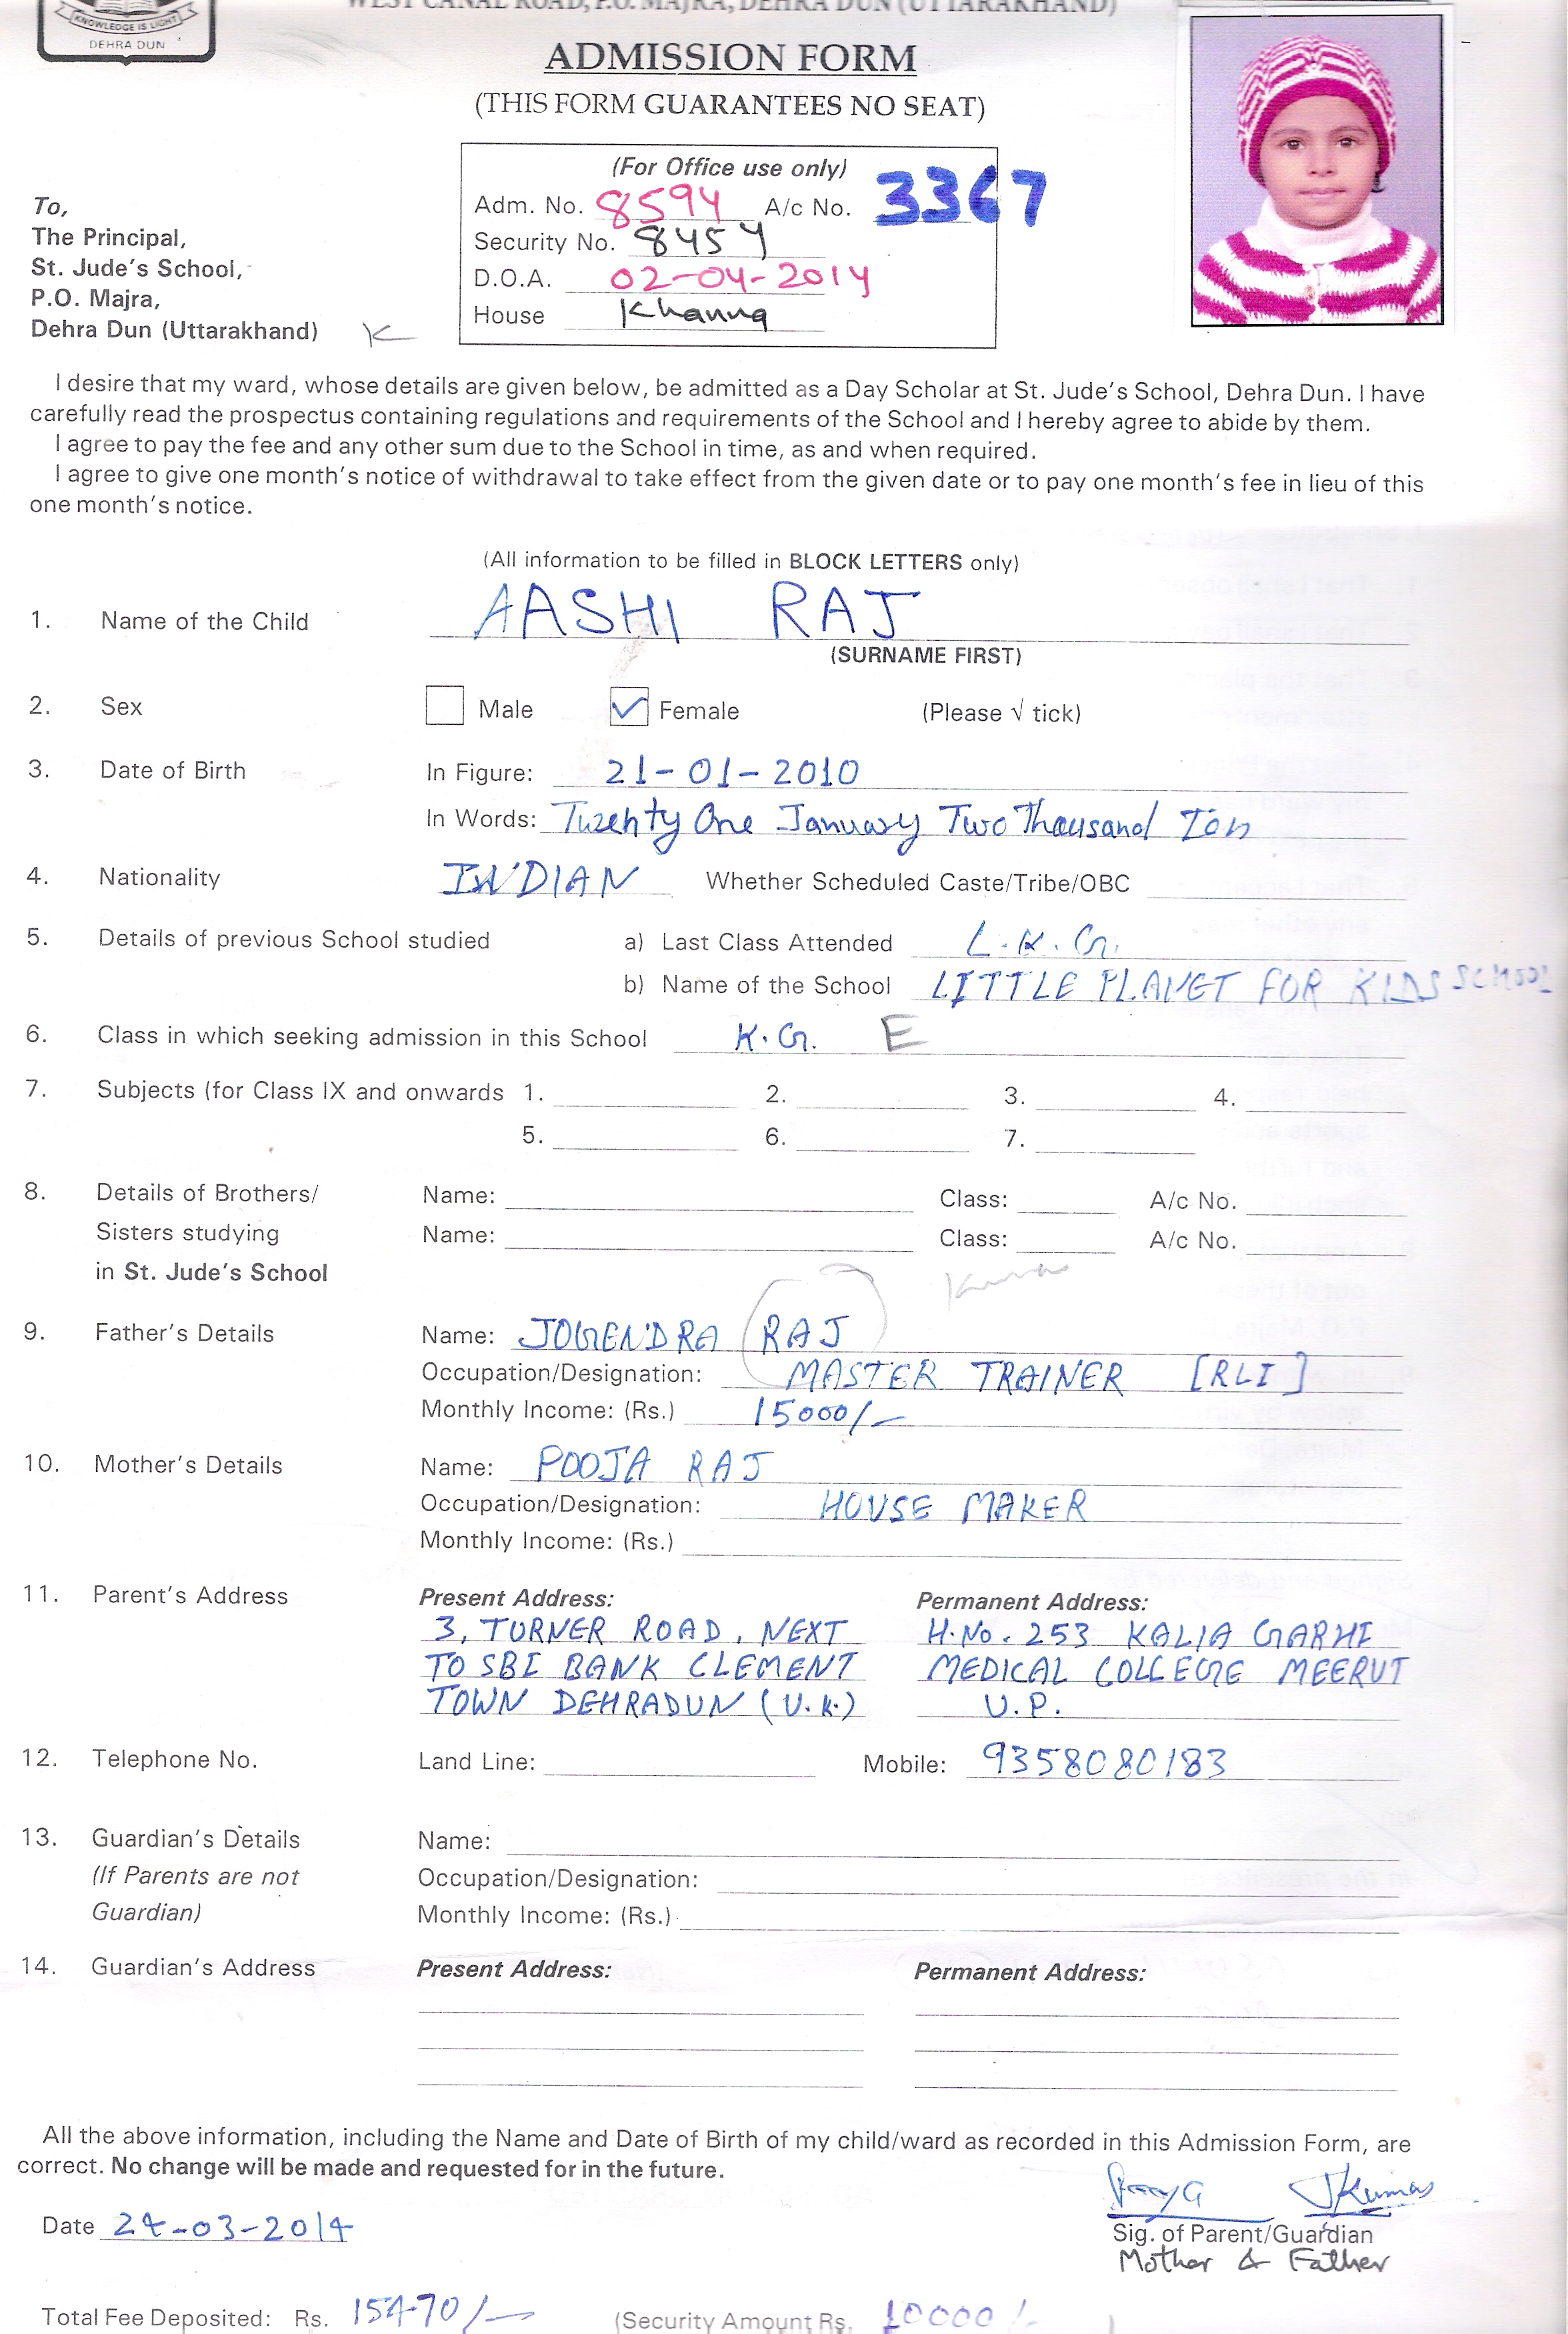 WEST CANAL ROAD, P.O. MAJRA, DEHRA DUN (UTTARAKHAND)
KNOWLEDGE IS LIGHT
DEHRA DUN
ADMISSION FORM
(THIS FORM GUARANTEES NO SEAT)
(For Office use only)
Adm. No. 8594 A/c No. 3367
Security No. 8454
D.O.A. 02-04-2014
House Khanna
To,
The Principal,
St. Jude's School,
P.O. Majra,
Dehra Dun (Uttarakhand) K
I desire that my ward, whose details are given below, be admitted as a Day Scholar at St. Jude's School, Dehra Dun. I have
carefully read the prospectus containing regulations and requirements of the School and I hereby agree to abide by them.
I agree to pay the fee and any other sum due to the School in time, as and when required.
I agree to give one month's notice of withdrawal to take effect from the given date or to pay one month's fee in lieu of this
one month's notice.
(All information to be filled in BLOCK LETTERS only)
1. Name of the Child AASHI RAJ
(SURNAME FIRST)
2. Sex Male ✓ Female (Please √ tick)
3. Date of Birth In Figure: 21-01-2010
In Words: Twenty One January Two Thousand Ten
4. Nationality INDIAN Whether Scheduled Caste/Tribe/OBC
5. Details of previous School studied a) Last Class Attended L.K.G.
b) Name of the School LITTLE PLANET FOR KIDS SCHOOL
6. Class in which seeking admission in this School K.G. E
7. Subjects (for Class IX and onwards 1. 2. 3. 4.
5. 6. 7.
8. Details of Brothers/ Name: Class: A/c No.
Sisters studying Name: Class: A/c No.
in St. Jude's School
9. Father's Details Name: JOGENDRA RAJ
Occupation/Designation: MASTER TRAINER [RLI]
Monthly Income: (Rs.) 15000/-
10. Mother's Details Name: POOJA RAJ
Occupation/Designation: HOUSE MAKER
Monthly Income: (Rs.)
11. Parent's Address Present Address: Permanent Address:
3, TURNER ROAD, NEXT H.No. 253 KALIA GARHI
TO SBI BANK CLEMENT MEDICAL COLLEGE MEERUT
TOWN DEHRADUN (U.K.) U.P.
12. Telephone No. Land Line: Mobile: 9358080183
13. Guardian's Details Name:
(If Parents are not Occupation/Designation:
Guardian) Monthly Income: (Rs.)
14. Guardian's Address Present Address: Permanent Address:
All the above information, including the Name and Date of Birth of my child/ward as recorded in this Admission Form, are
correct. No change will be made and requested for in the future.
JKumar
Date 24-03-2014
Sig. of Parent/Guardian
Mother & Father
Total Fee Deposited: Rs. 15470/- (Security Amount Rs. 10000/-